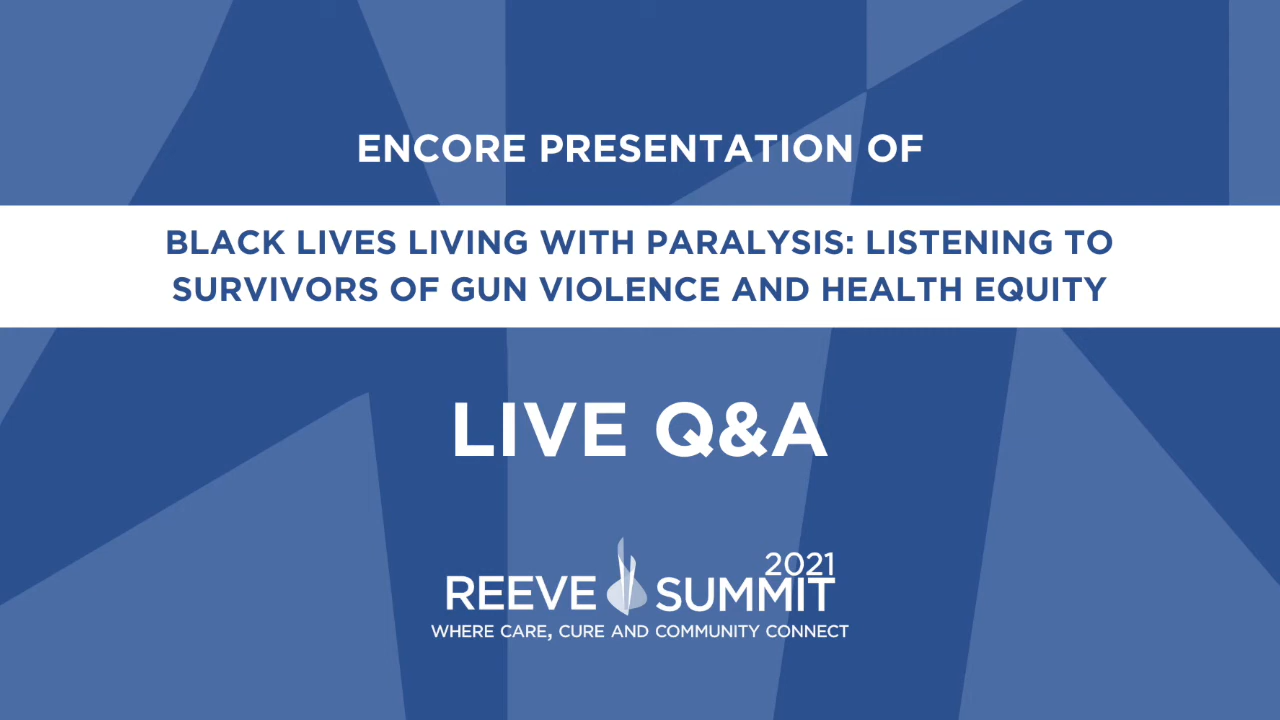 ENCORE PRESENTATION OF
BLACK LIVES LIVING WITH PARALYSIS: LISTENING TO
SURVIVORS OF GUN VIOLENCE AND HEALTH EQUITY
LIVE Q&A
2021
REEVE SUMMIT
WHERE CARE, CURE AND COMMUNITY CONNECT